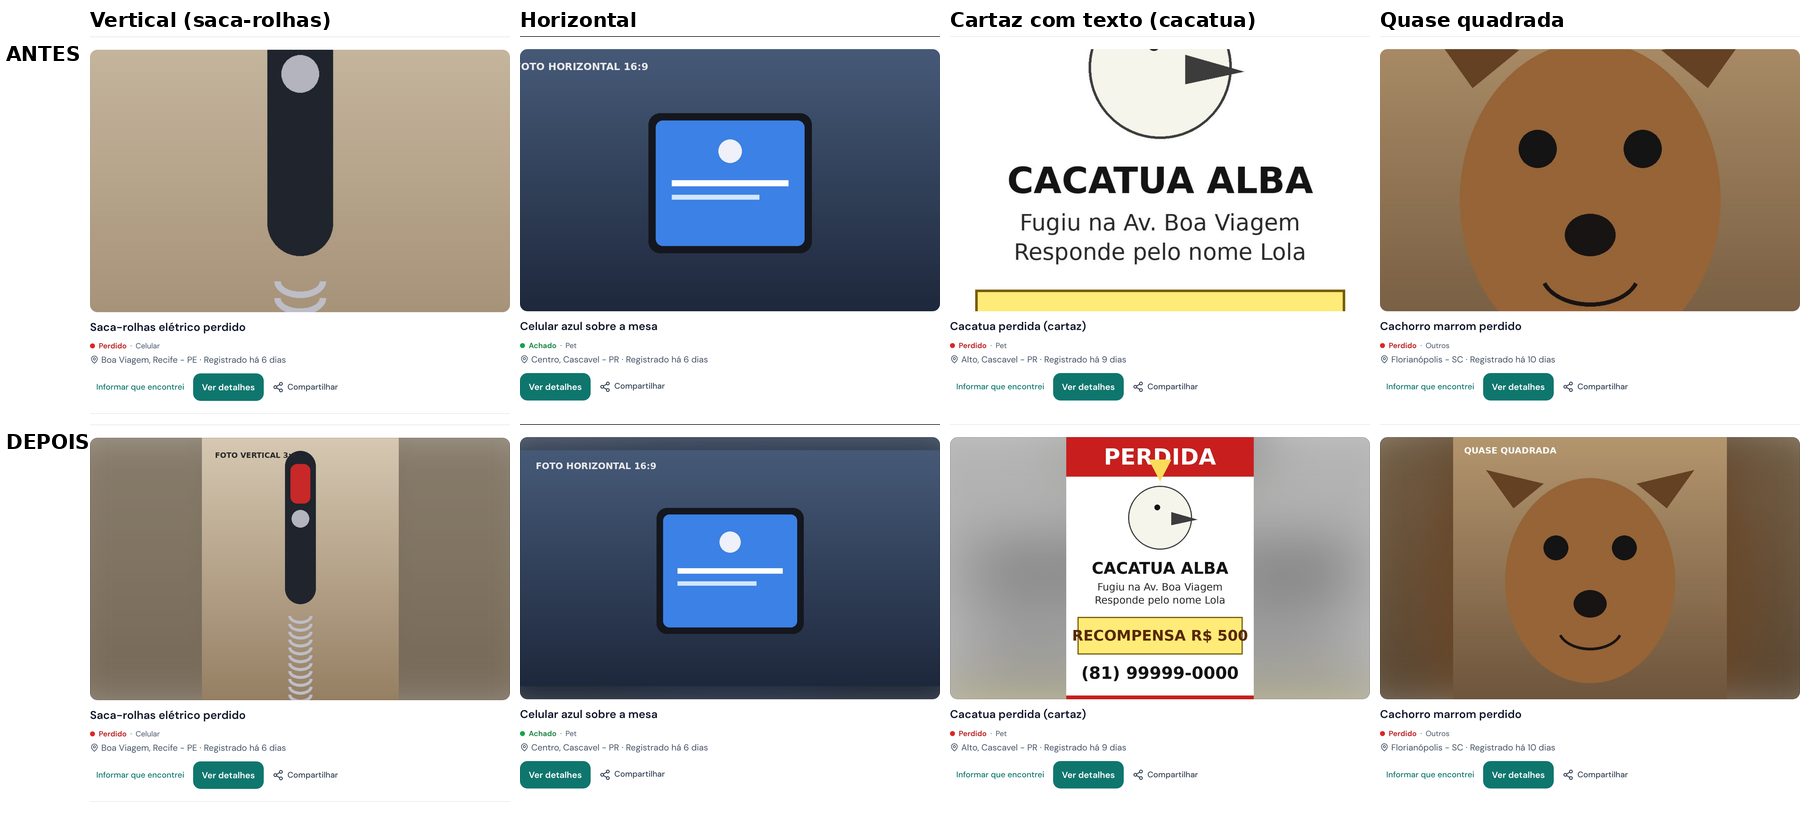 Vertical (saca-rolhas)
Horizontal
Cartaz com texto (cacatua)
Quase quadrada
ANTES
OTO HORIZONTAL 16:9
CACATUA ALBA
Fugiu na Av. Boa Viagem
Responde pelo nome Lola
Saca-rolhas elétrico perdido
Perdido · Celular
Boa Viagem, Recife - PE · Registrado há 6 dias
Informar que encontrei
Ver detalhes
Compartilhar
Celular azul sobre a mesa
Achado · Pet
Centro, Cascavel - PR · Registrado há 6 dias
Ver detalhes
Compartilhar
Cacatua perdida (cartaz)
Perdido · Pet
Alto, Cascavel - PR · Registrado há 9 dias
Informar que encontrei
Ver detalhes
Compartilhar
Cachorro marrom perdido
Perdido · Outros
Florianópolis - SC · Registrado há 10 dias
Informar que encontrei
Ver detalhes
Compartilhar
DEPOIS
FOTO VERTICAL 3
FOTO HORIZONTAL 16:9
PERDIDA
CACATUA ALBA
Fugiu na Av. Boa Viagem
Responde pelo nome Lola
RECOMPENSA R$ 500
(81) 99999-0000
QUASE QUADRADA
Saca-rolhas elétrico perdido
Perdido · Celular
Boa Viagem, Recife - PE · Registrado há 6 dias
Informar que encontrei
Ver detalhes
Compartilhar
Celular azul sobre a mesa
Achado · Pet
Centro, Cascavel - PR · Registrado há 6 dias
Ver detalhes
Compartilhar
Cacatua perdida (cartaz)
Perdido · Pet
Alto, Cascavel - PR · Registrado há 9 dias
Informar que encontrei
Ver detalhes
Compartilhar
Cachorro marrom perdido
Perdido · Outros
Florianópolis - SC · Registrado há 10 dias
Informar que encontrei
Ver detalhes
Compartilhar